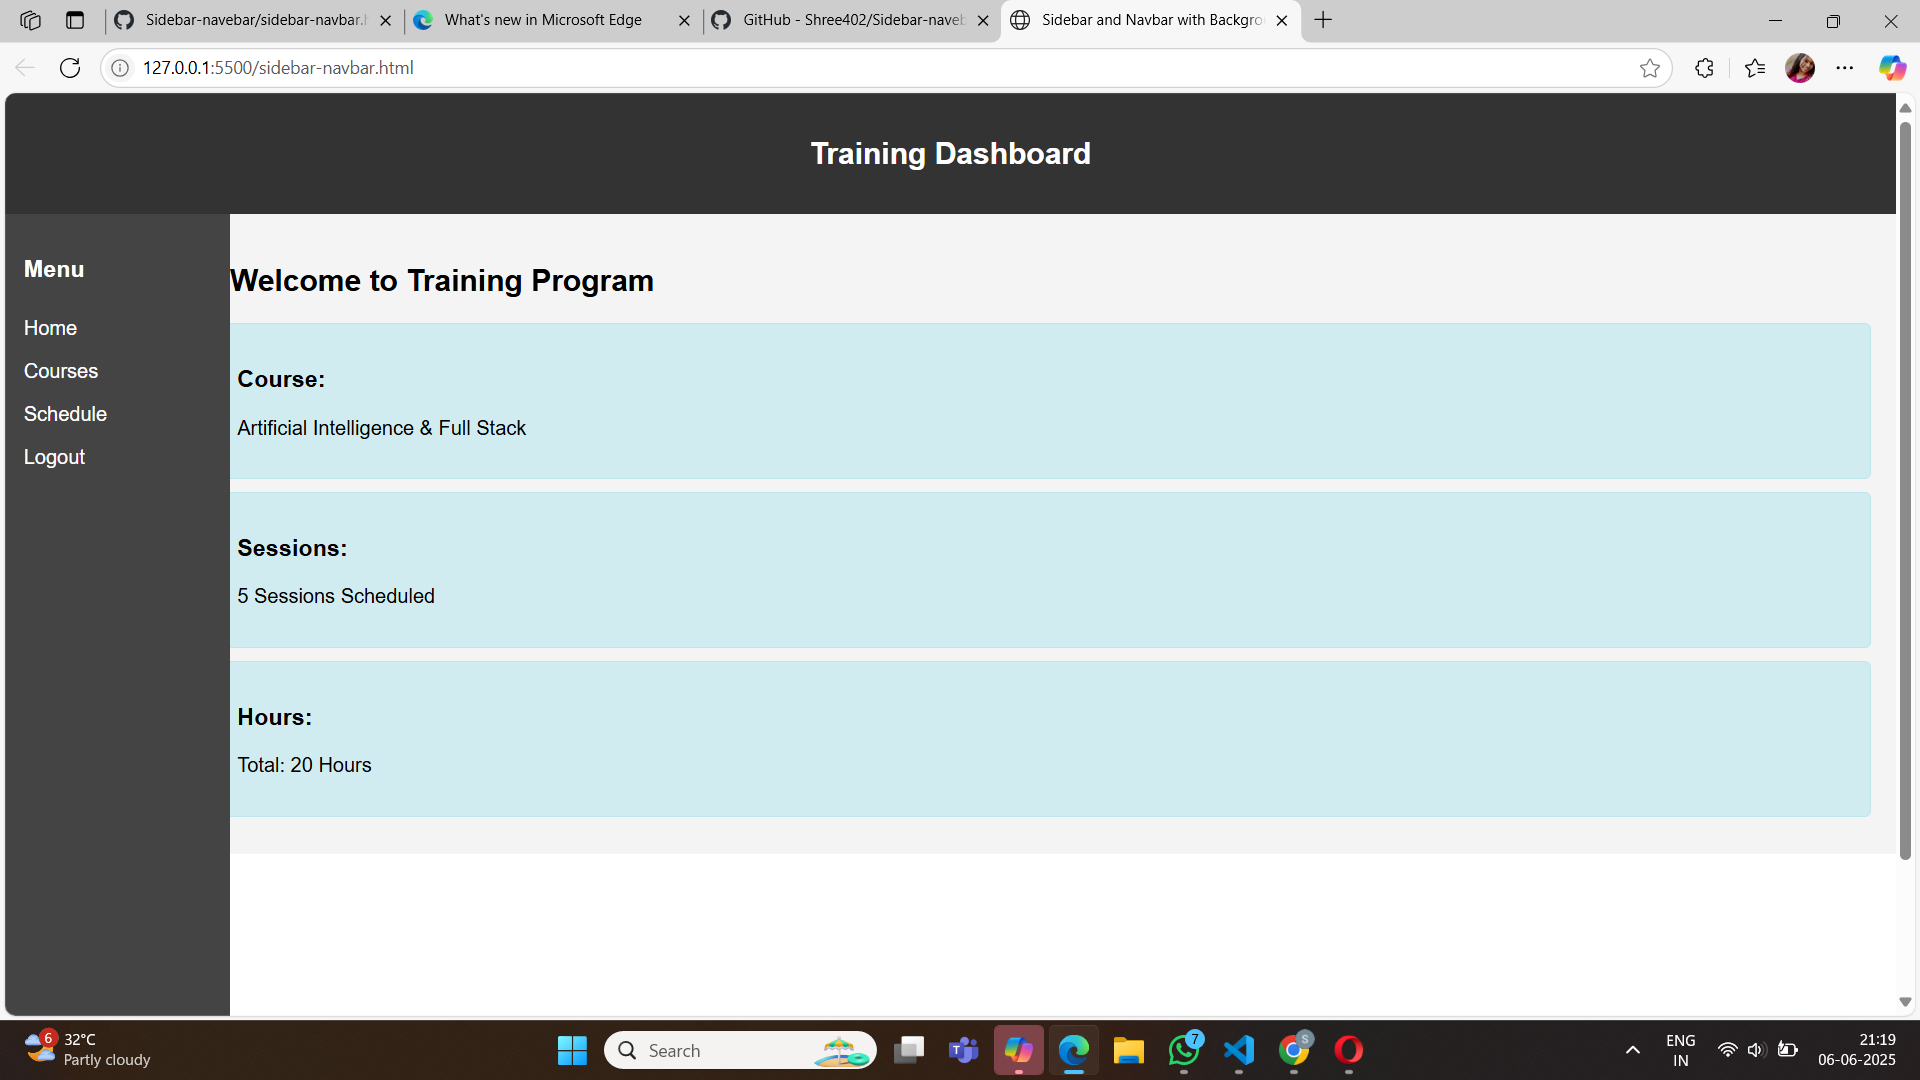 Sidebar-navebar/sidebar-navbar.h
What's new in Microsoft Edge
GitHub - Shree402/Sidebar-naveb
Sidebar and Navbar with Backgro
127.0.0.1:5500/sidebar-navbar.html
Training Dashboard
Menu
Home
Courses
Schedule
Logout
Welcome to Training Program
Course:
Artificial Intelligence & Full Stack
Sessions:
5 Sessions Scheduled
Hours:
Total: 20 Hours
6
32°C
Partly cloudy
Search
7
S
ENG
IN
21:19
06-06-2025